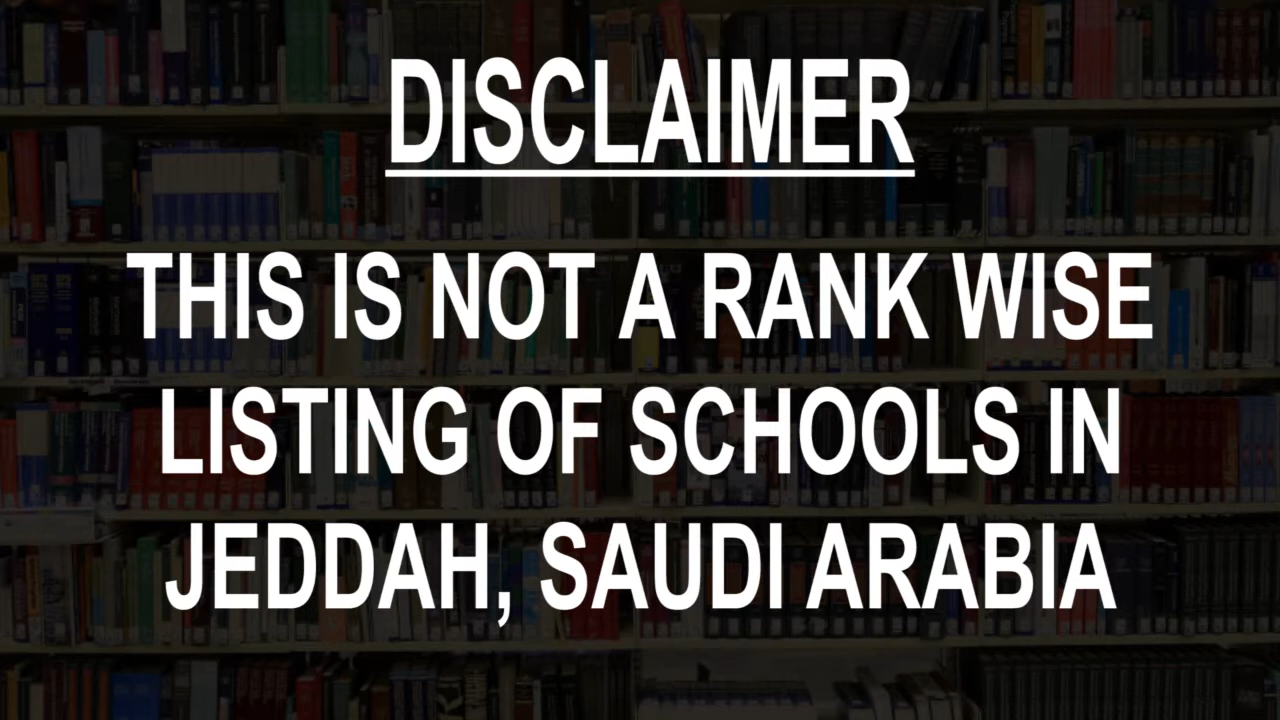 DISCLAIMER
THIS IS NOT A RANK WISE
LISTING OF SCHOOLS IN
JEDDAH, SAUDI ARABIA